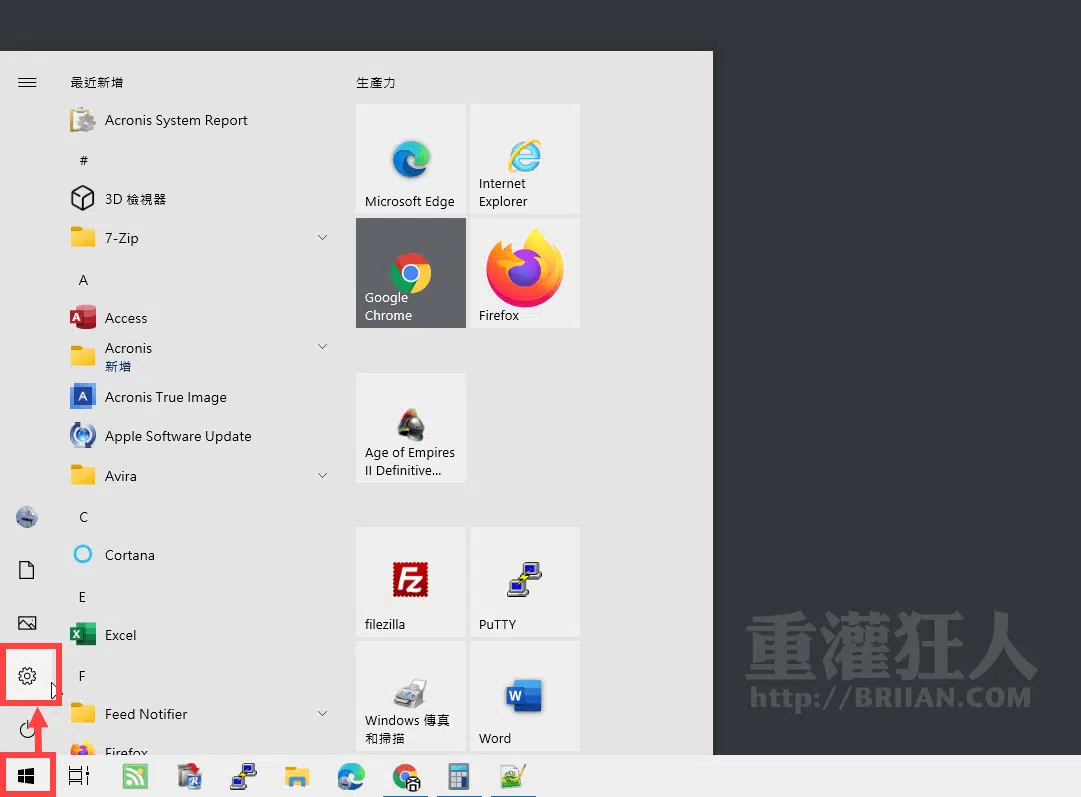 最近新增
Acronis System Report
#
3D 檢視器
7-Zip
A
Access
Acronis
新增
Acronis True Image
Apple Software Update
Avira
C
Cortana
E
Excel
F
Feed Notifier
Firefox
生產力
Microsoft Edge
Internet
Explorer
Google
Chrome
Firefox
Age of Empires
II Definitive...
filezilla
PuTTY
Windows 傳真
和掃描
Word
重灌狂人
http://BRIIAN.COM